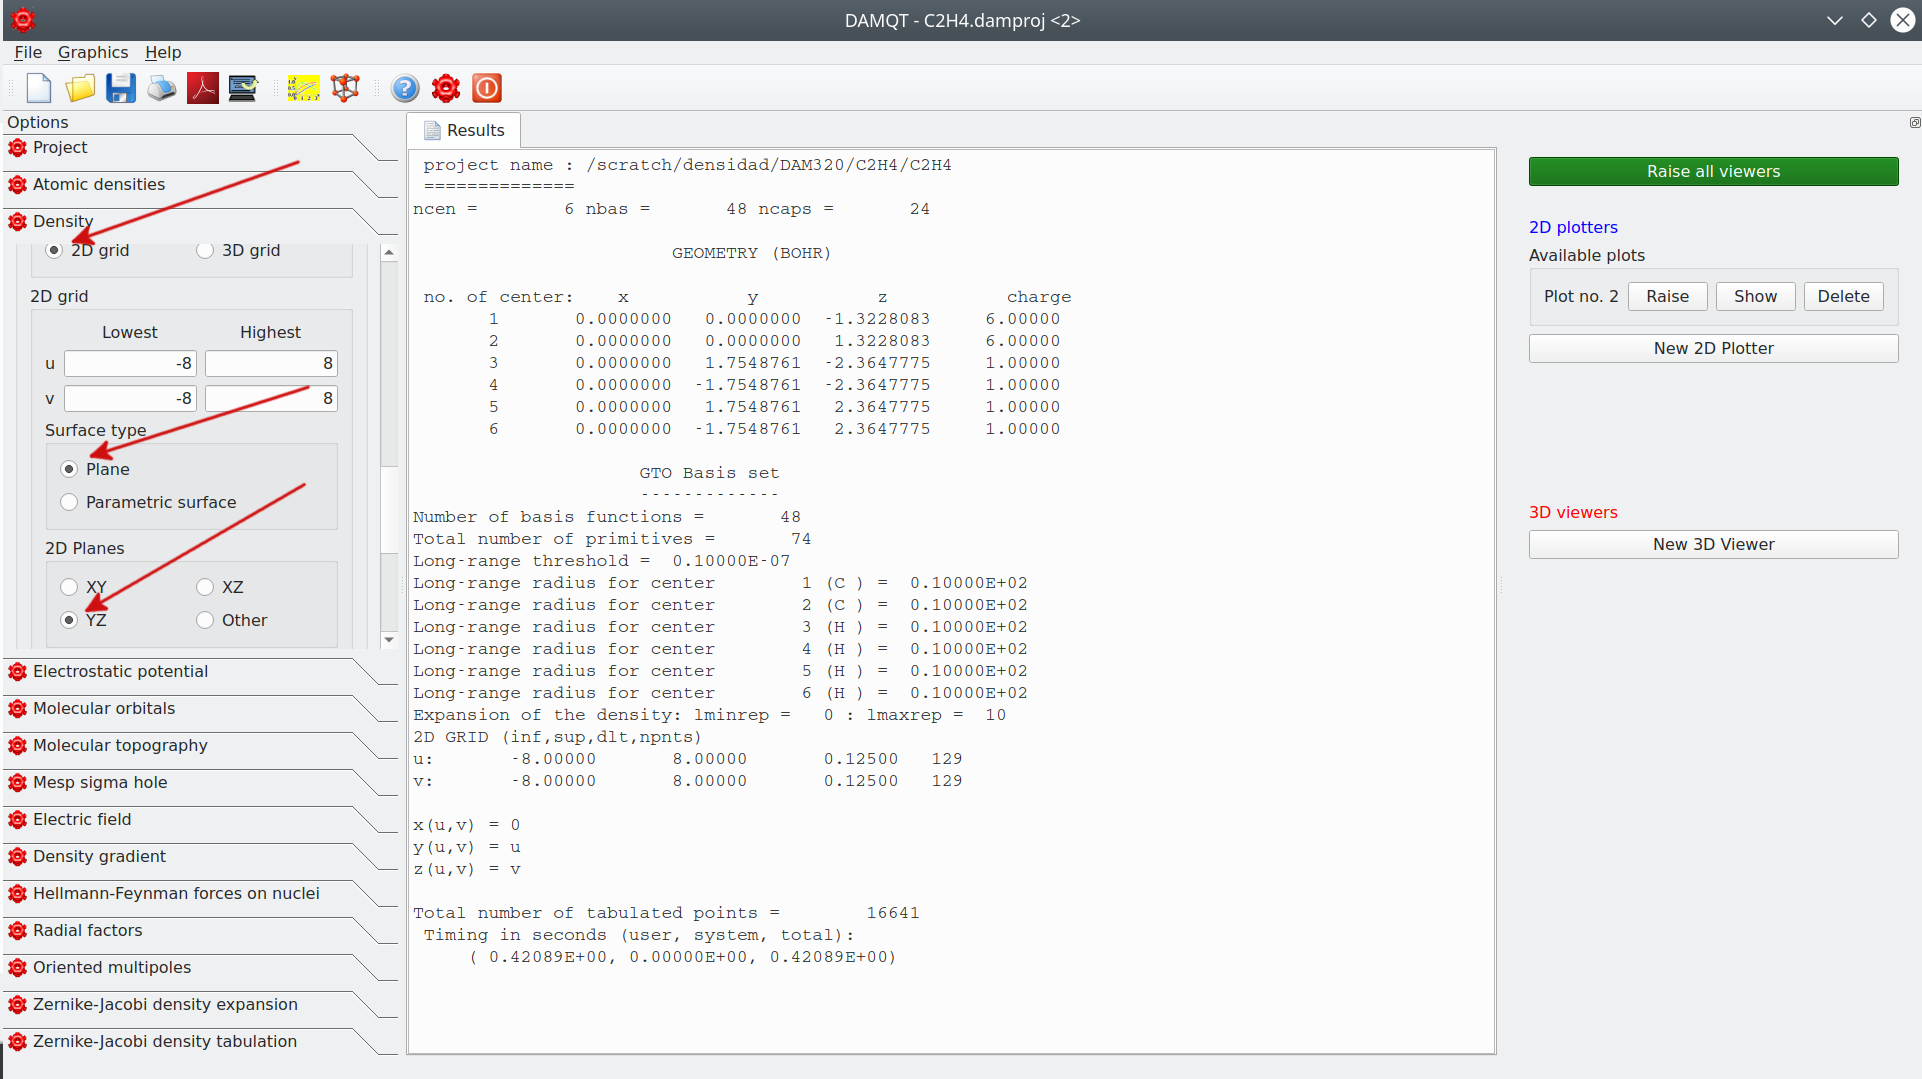 DAMQT - C2H4.damproj <2>
File Graphics Help
Options
Project
Atomic densities
Density
2D grid 3D grid
2D grid
Lowest Highest
u -8 8
v -8 8
Surface type
Plane
Parametric surface
2D Planes
XY XZ
YZ Other
Electrostatic potential
Molecular orbitals
Molecular topography
Mesp sigma hole
Electric field
Density gradient
Hellmann-Feynman forces on nuclei
Radial factors
Oriented multipoles
Zernike-Jacobi density expansion
Zernike-Jacobi density tabulation
Results
project name : /scratch/densidad/DAM320/C2H4/C2H4
==============
ncen = 6 nbas = 48 ncaps = 24
GEOMETRY (BOHR)
no. of center: x y z charge
1 0.0000000 0.0000000 -1.3228083 6.00000
2 0.0000000 0.0000000 1.3228083 6.00000
3 0.0000000 1.7548761 -2.3647775 1.00000
4 0.0000000 -1.7548761 -2.3647775 1.00000
5 0.0000000 1.7548761 2.3647775 1.00000
6 0.0000000 -1.7548761 2.3647775 1.00000
GTO Basis set
-------------
Number of basis functions = 48
Total number of primitives = 74
Long-range threshold = 0.10000E-07
Long-range radius for center 1 (C ) = 0.10000E+02
Long-range radius for center 2 (C ) = 0.10000E+02
Long-range radius for center 3 (H ) = 0.10000E+02
Long-range radius for center 4 (H ) = 0.10000E+02
Long-range radius for center 5 (H ) = 0.10000E+02
Long-range radius for center 6 (H ) = 0.10000E+02
Expansion of the density: lminrep = 0 : lmaxrep = 10
2D GRID (inf,sup,dlt,npnts)
u: -8.00000 8.00000 0.12500 129
v: -8.00000 8.00000 0.12500 129
x(u,v) = 0
y(u,v) = u
z(u,v) = v
Total number of tabulated points = 16641
Timing in seconds (user, system, total):
( 0.42089E+00, 0.00000E+00, 0.42089E+00)
Raise all viewers
2D plotters
Available plots
Plot no. 2 Raise Show Delete
New 2D Plotter
3D viewers
New 3D Viewer